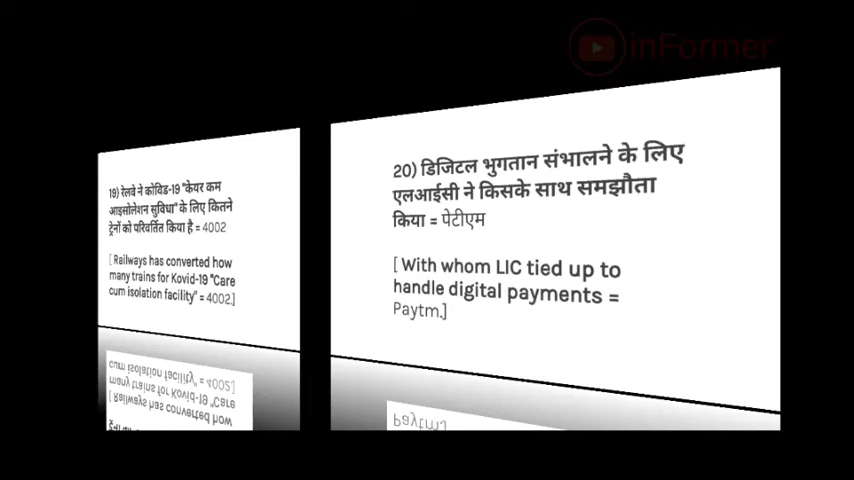 inFormer
19) रेलवे ने कोविड-19 "केयर कम
आइसोलेशन सुविधा" के लिए कितने
ट्रेनों को परिवर्तित किया है = 4002
[ Railways has converted how
many trains for Kovid-19 "Care
cum isolation facility" = 4002.]
20) डिजिटल भुगतान संभालने के लिए
एलआईसी ने किसके साथ समझौता
किया = पेटीएम
[ With whom LIC tied up to
handle digital payments =
Paytm.]